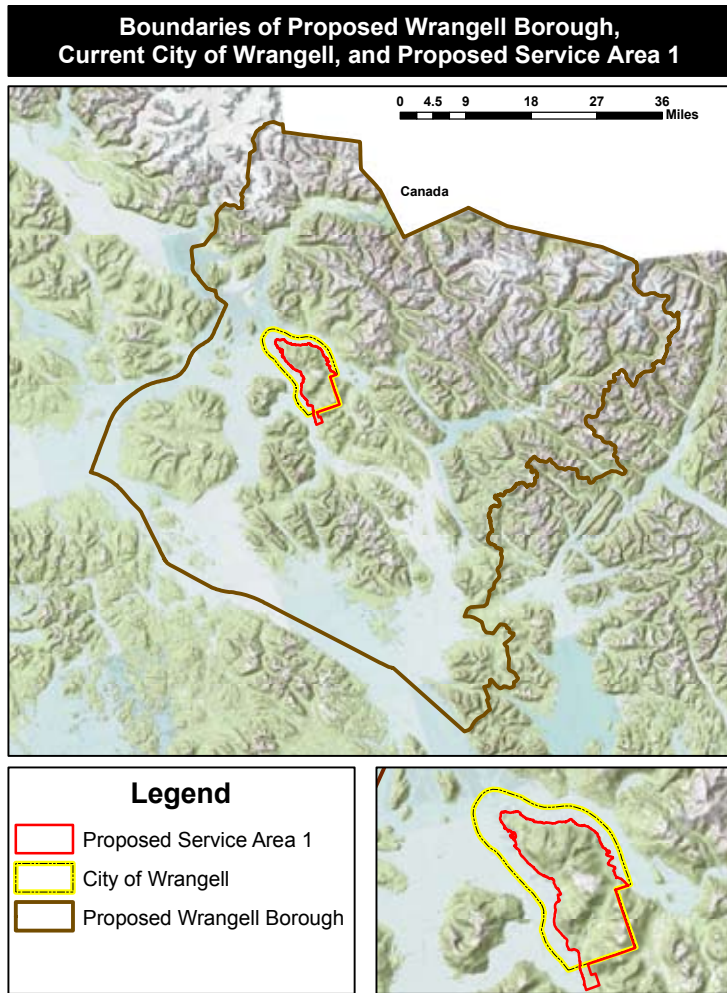 Boundaries of Proposed Wrangell Borough,
Current City of Wrangell, and Proposed Service Area 1
0 4.5 9 18 27 36
Miles
Canada
Legend
Proposed Service Area 1
City of Wrangell
Proposed Wrangell Borough